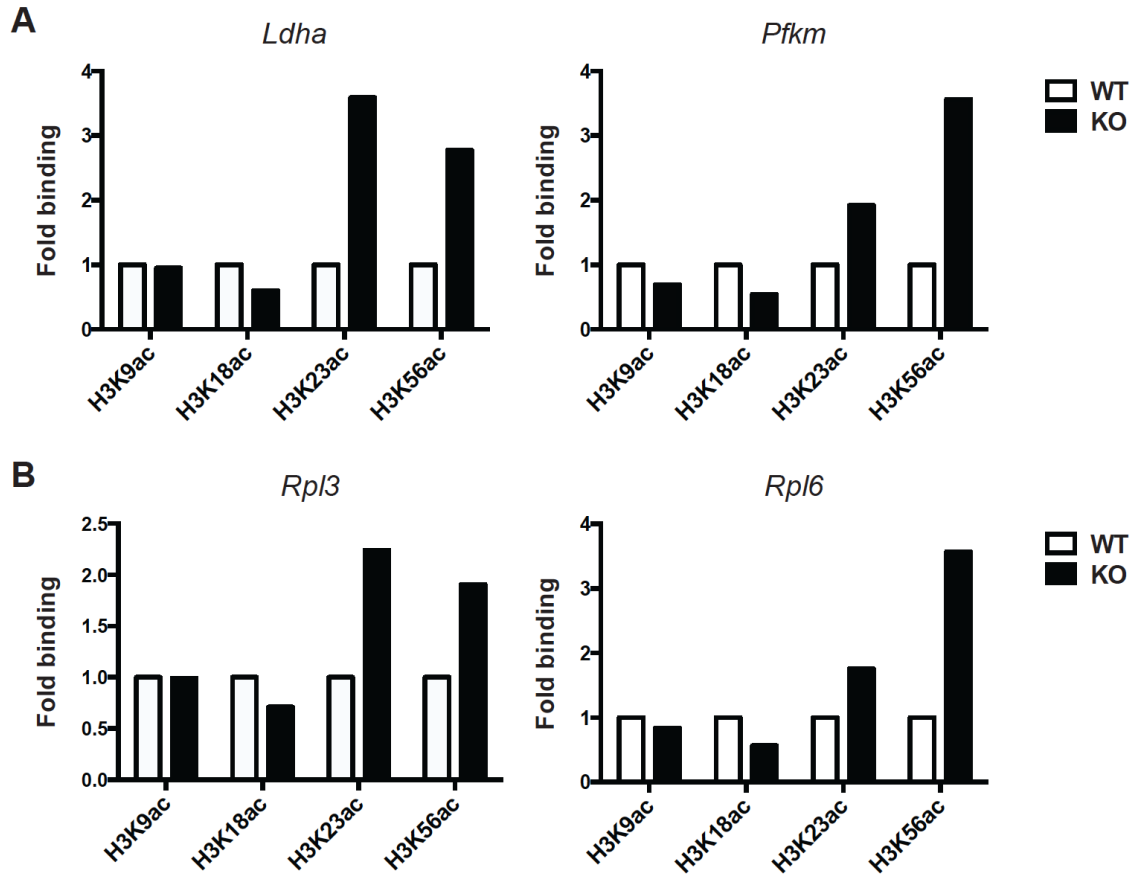 A
Ldha
Pfkm
Fold binding
4
3
2
1
0
H3K9ac
H3K18ac
H3K23ac
H3K56ac
Fold binding
4
3
2
1
0
H3K9ac
H3K18ac
H3K23ac
H3K56ac
WT
KO
B
Rpl3
Rpl6
Fold binding
2.5
2.0
1.5
1.0
0.5
0.0
H3K9ac
H3K18ac
H3K23ac
H3K56ac
Fold binding
4
3
2
1
0
H3K9ac
H3K18ac
H3K23ac
H3K56ac
WT
KO